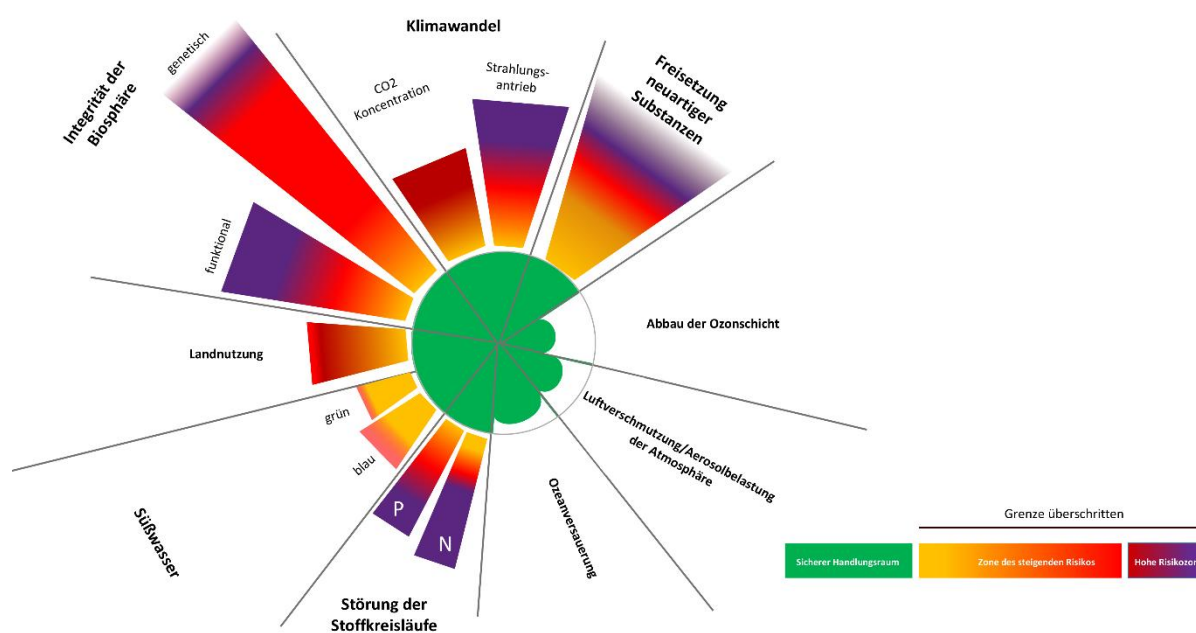 Klimawandel
Integrität der
Biosphäre
genetisch
funktional
CO2
Koncentration
Strahlungs-
antrieb
Freisetzung
neuartiger
Substanzen
Abbau der Ozonschicht
Luftverschmutzung/Aerosolbelastung
der Atmosphäre
Ozeanversauerung
Störung der
Stoffkreisläufe
P
N
Süßwasser
grün
blau
Landnutzung
Grenze überschritten
Sicherer Handlungsraum
Zone des steigenden Risikos
Hohe Risikozon